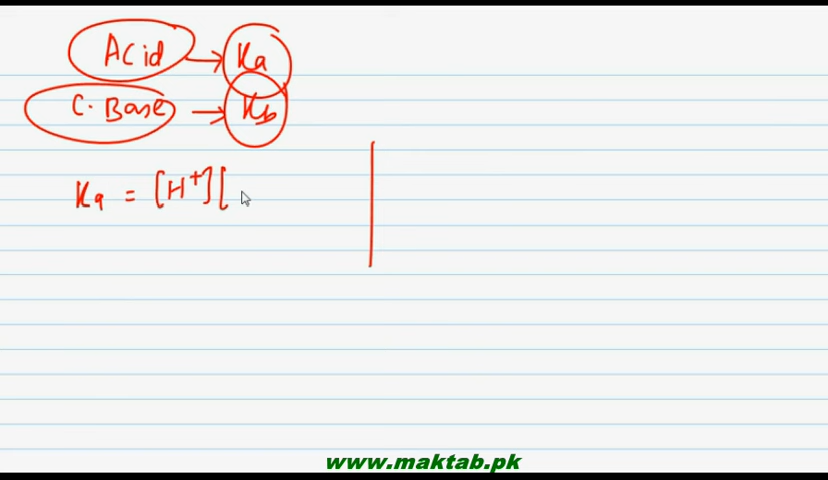 Acid → Ka
C. Base → Kb
Ka = [H+][
www.maktab.pk